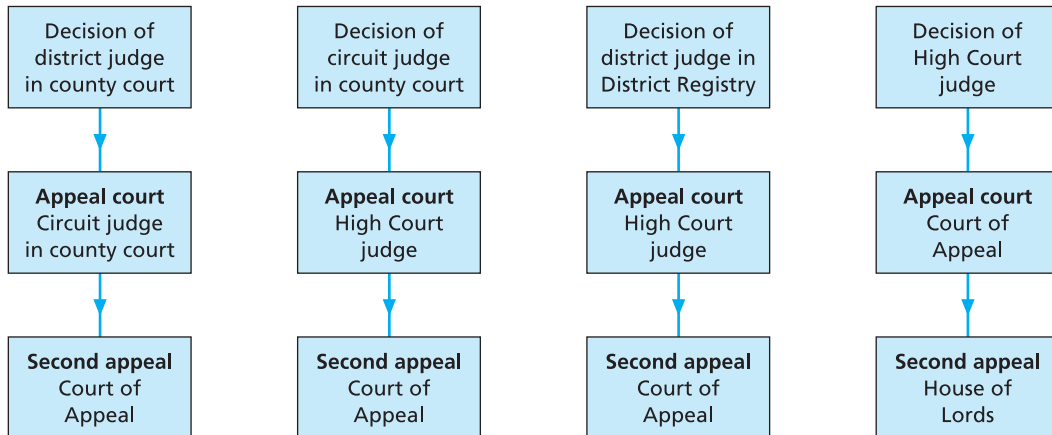 Decision of
district judge
in county court
Appeal court
Circuit judge
in county court
Second appeal
Court of
Appeal
Decision of
circuit judge
in county court
Appeal court
High Court
judge
Second appeal
Court of
Appeal
Decision of
district judge in
District Registry
Appeal court
High Court
judge
Second appeal
Court of
Appeal
Decision of
High Court
judge
Appeal court
Court of
Appeal
Second appeal
House of
Lords